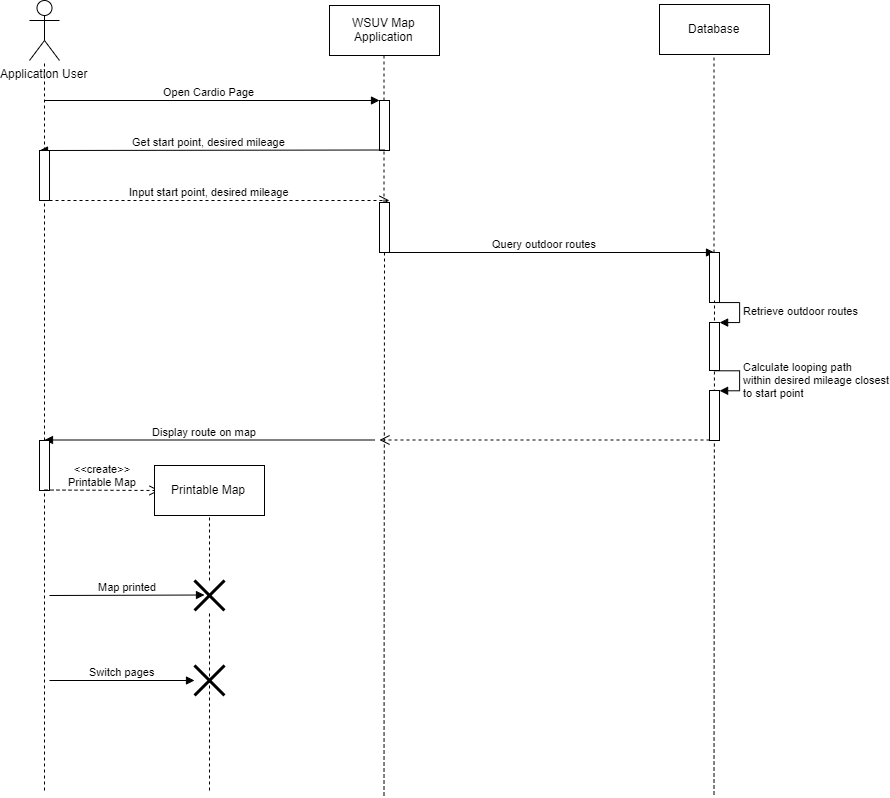 WSUV Map
Application
Database
Application User
Open Cardio Page
Get start point, desired mileage
Input start point, desired mileage
Query outdoor routes
Retrieve outdoor routes
Calculate looping path
within desired mileage closest
to start point
Display route on map
<<create>>
Printable Map
Printable Map
Map printed
Switch pages